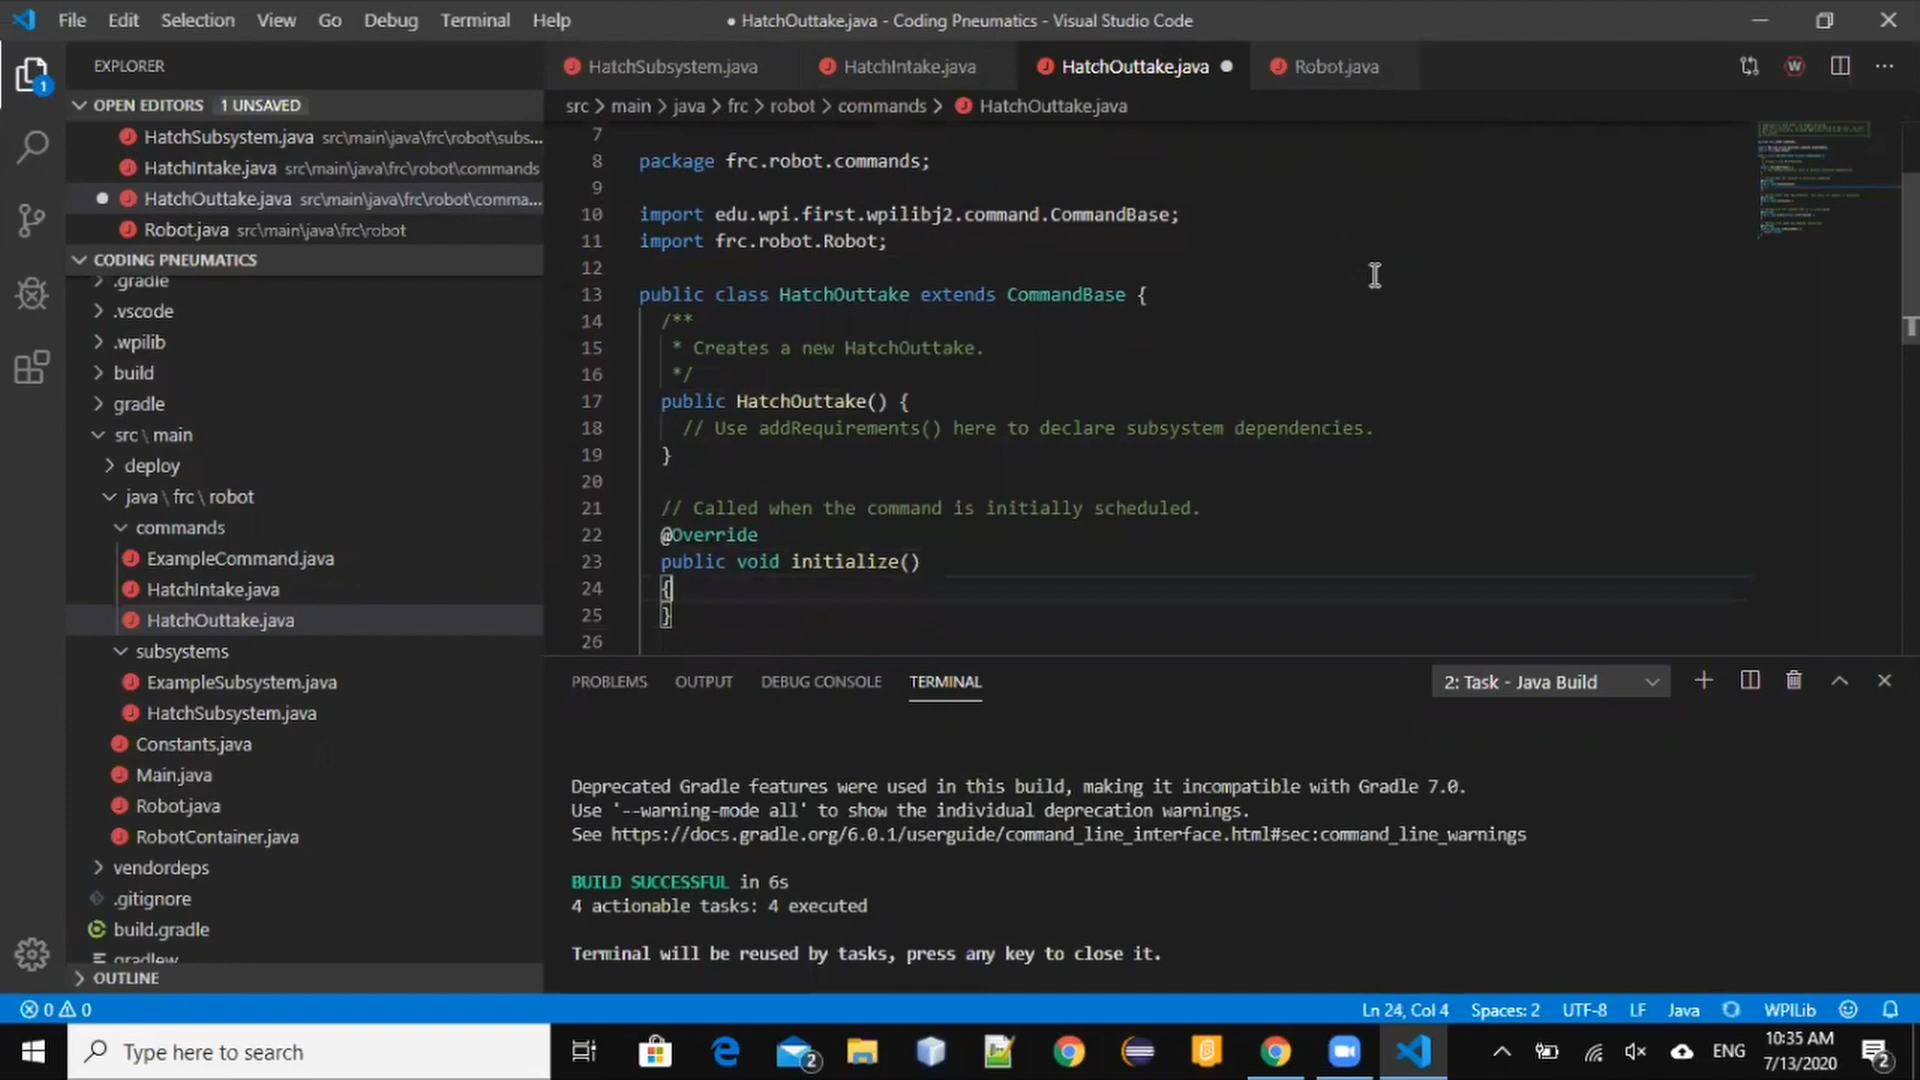 File Edit Selection View Go Debug Terminal Help
● HatchOuttake.java - Coding Pneumatics - Visual Studio Code
EXPLORER
OPEN EDITORS 1 UNSAVED
HatchSubsystem.java src\main\java\frc\robot\subs...
HatchIntake.java src\main\java\frc\robot\commands
HatchOuttake.java src\main\java\frc\robot\comma...
Robot.java src\main\java\frc\robot
CODING PNEUMATICS
.gradle
.vscode
.wpilib
build
gradle
src \ main
deploy
java \ frc \ robot
commands
ExampleCommand.java
HatchIntake.java
HatchOuttake.java
subsystems
ExampleSubsystem.java
HatchSubsystem.java
Constants.java
Main.java
Robot.java
RobotContainer.java
vendordeps
.gitignore
build.gradle
gradlew
OUTLINE
HatchSubsystem.java HatchIntake.java HatchOuttake.java Robot.java
src > main > java > frc > robot > commands > HatchOuttake.java
7
8 package frc.robot.commands;
9
10 import edu.wpi.first.wpilibj2.command.CommandBase;
11 import frc.robot.Robot;
12
13 public class HatchOuttake extends CommandBase {
14 /**
15 * Creates a new HatchOuttake.
16 */
17 public HatchOuttake() {
18 // Use addRequirements() here to declare subsystem dependencies.
19 }
20
21 // Called when the command is initially scheduled.
22 @Override
23 public void initialize()
24 {
25 }
26
PROBLEMS OUTPUT DEBUG CONSOLE TERMINAL
2: Task - Java Build
Deprecated Gradle features were used in this build, making it incompatible with Gradle 7.0.
Use '--warning-mode all' to show the individual deprecation warnings.
See https://docs.gradle.org/6.0.1/userguide/command_line_interface.html#sec:command_line_warnings
BUILD SUCCESSFUL in 6s
4 actionable tasks: 4 executed
Terminal will be reused by tasks, press any key to close it.
0 0
Ln 24, Col 4 Spaces: 2 UTF-8 LF Java WPILib
Type here to search
ENG
10:35 AM
7/13/2020